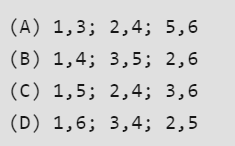 (A) 1,3; 2,4; 5,6
(B) 1,4; 3,5; 2,6
(C) 1,5; 2,4; 3,6
(D) 1,6; 3,4; 2,5